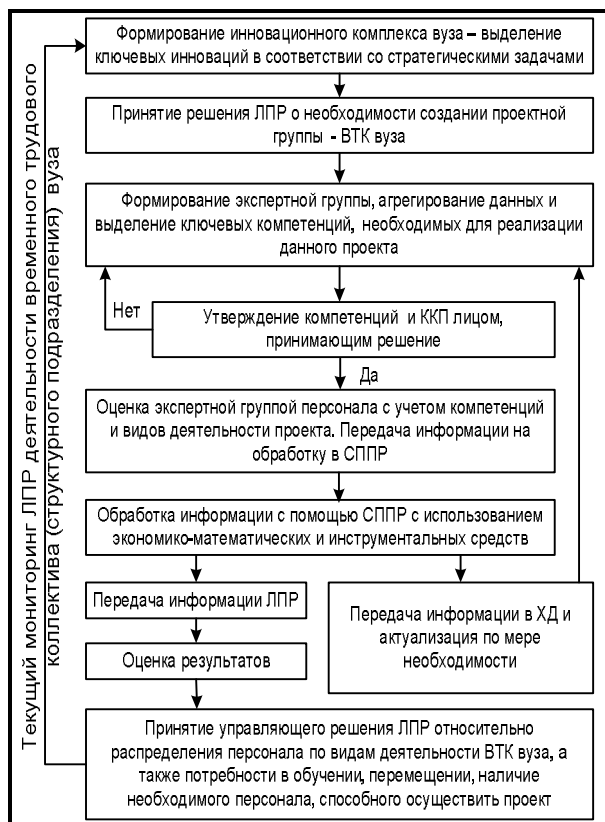 Текущий мониторинг ЛПР деятельности временного трудового
коллектива (структурного подразделения) вуза
Формирование инновационного комплекса вуза – выделение
ключевых инноваций в соответствии со стратегическими задачами
Принятие решения ЛПР о необходимости создании проектной
группы - ВТК вуза
Формирование экспертной группы, агрегирование данных и
выделение ключевых компетенций, необходимых для реализации
данного проекта
Нет
Утверждение компетенций и ККП лицом,
принимающим решение
Да
Оценка экспертной группой персонала с учетом компетенций
и видов деятельности проекта. Передача информации на
обработку в СППР
Обработка информации с помощью СППР с использованием
экономико-математических и инструментальных средств
Передача информации ЛПР
Передача информации в ХД и
актуализация по мере
необходимости
Оценка результатов
Принятие управляющего решения ЛПР относительно
распределения персонала по видам деятельности ВТК вуза, а
также потребности в обучении, перемещении, наличие
необходимого персонала, способного осуществить проект